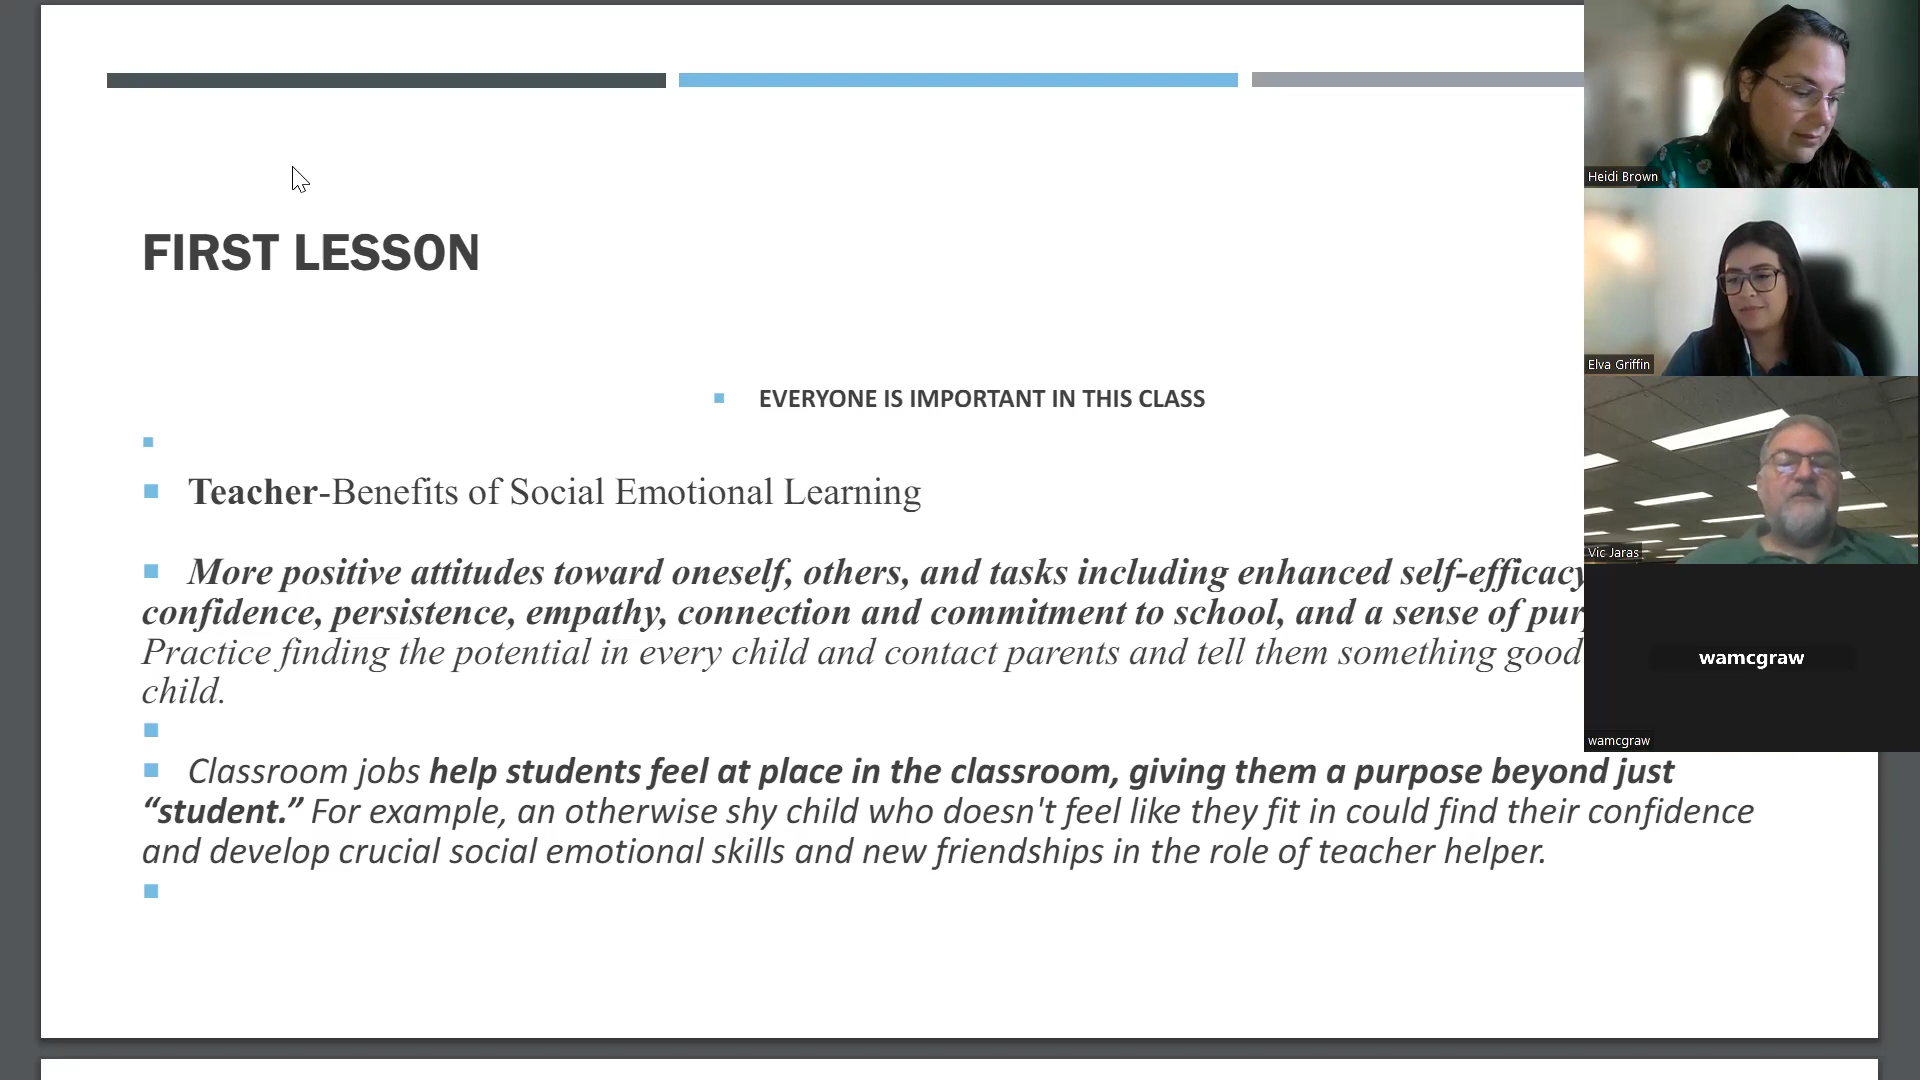 FIRST LESSON
EVERYONE IS IMPORTANT IN THIS CLASS
Teacher-Benefits of Social Emotional Learning
More positive attitudes toward oneself, others, and tasks including enhanced self-efficacy
confidence, persistence, empathy, connection and commitment to school, and a sense of
Practice finding the potential in every child and contact parents and tell them something good
child.
Classroom jobs help students feel at place in the classroom, giving them a purpose beyond just
“student.” For example, an otherwise shy child who doesn't feel like they fit in could find their confidence
and develop crucial social emotional skills and new friendships in the role of teacher helper.
Heidi Brown
Elva Griffin
Vic Jaras
wamcgraw
wamcgraw